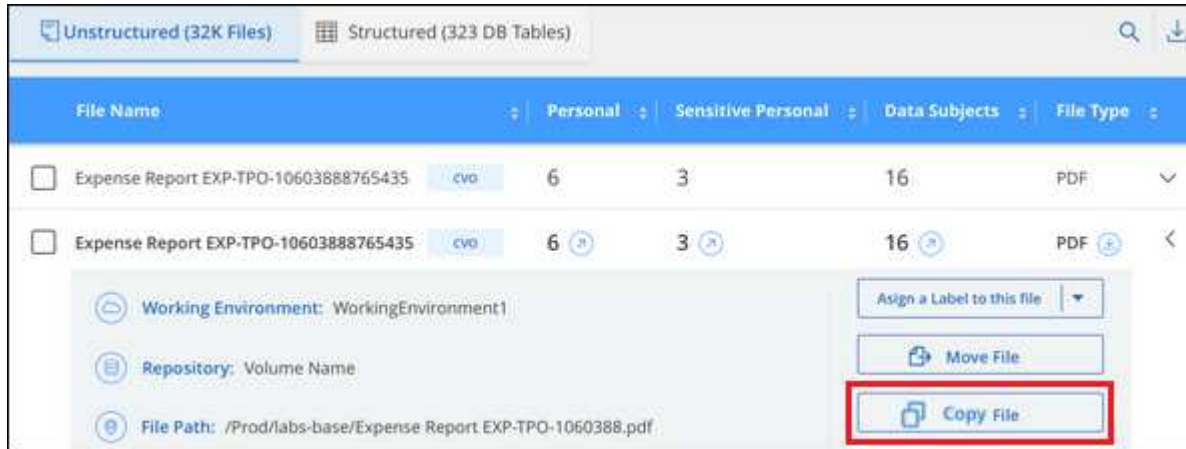 Unstructured (32K Files) Structured (323 DB Tables)
File Name Personal Sensitive Personal Data Subjects File Type
Expense Report EXP-TPO-10603888765435 CVO 6 3 16 PDF
Expense Report EXP-TPO-10603888765435 CVO 6 3 16 PDF
Working Environment: WorkingEnvironment1
Asign a Label to this file
Repository: Volume Name
Move File
File Path: /Prod/labs-base/Expense Report EXP-TPO-1060388.pdf
Copy File